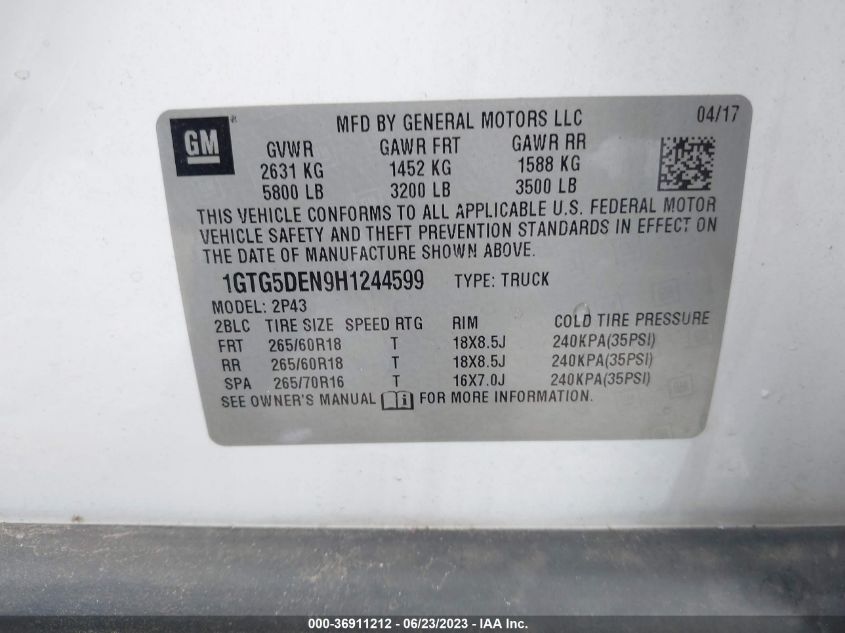 GM
MFD BY GENERAL MOTORS LLC 04/17
GVWR GAWR FRT GAWR RR
2631 KG 1452 KG 1588 KG
5800 LB 3200 LB 3500 LB
THIS VEHICLE CONFORMS TO ALL APPLICABLE U.S. FEDERAL MOTOR
VEHICLE SAFETY AND THEFT PREVENTION STANDARDS IN EFFECT ON
THE DATE OF MANUFACTURE SHOWN ABOVE.
1GTG5DEN9H1244599 TYPE: TRUCK
MODEL: 2P43
2BLC TIRE SIZE SPEED RTG RIM COLD TIRE PRESSURE
FRT 265/60R18 T 18X8.5J 240KPA(35PSI)
RR 265/60R18 T 18X8.5J 240KPA(35PSI)
SPA 265/70R16 T 16X7.0J 240KPA(35PSI)
SEE OWNER'S MANUAL FOR MORE INFORMATION.
000-36911212 - 06/23/2023 - IAAI.com